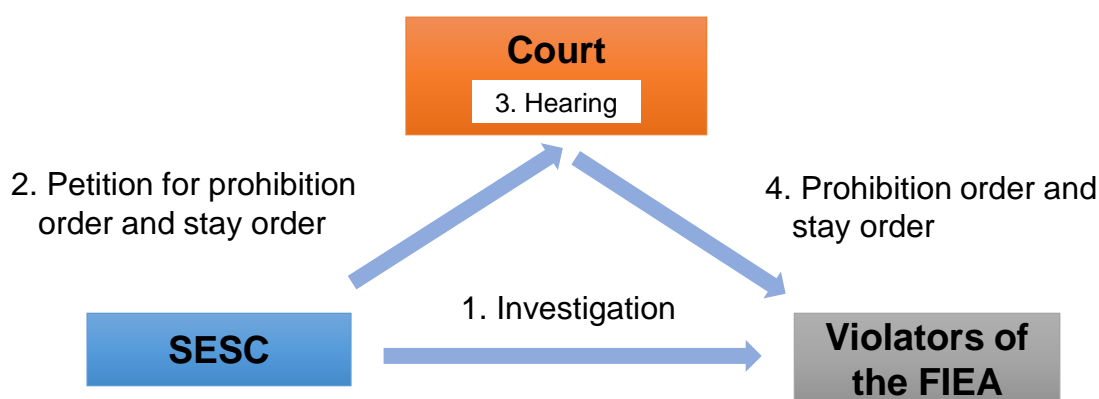 Court
3. Hearing
2. Petition for prohibition
order and stay order
4. Prohibition order and
stay order
1. Investigation
SESC
Violators of
the FIEA